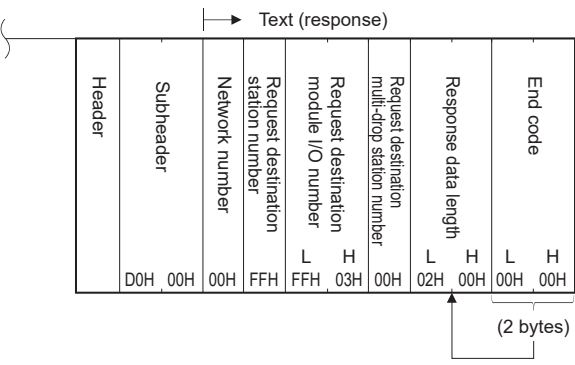 Text (response)
Header
Subheader
Network number
Request destination
station number
Request destination
module I/O number
Request destination
multi-drop station number
Response data length
End code
L H L H L H
D0H 00H 00H FFH FFH 03H 00H 02H 00H 00H 00H
(2 bytes)